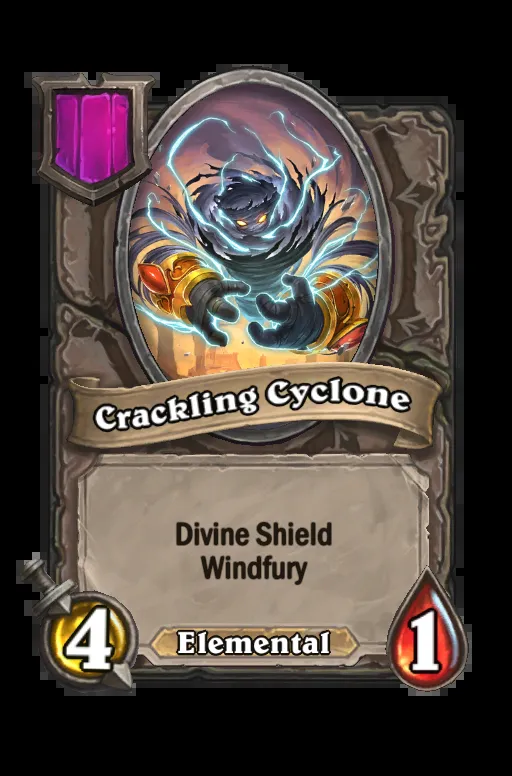 Crackling Cyclone
Divine Shield
Windfury
4
Elemental
1